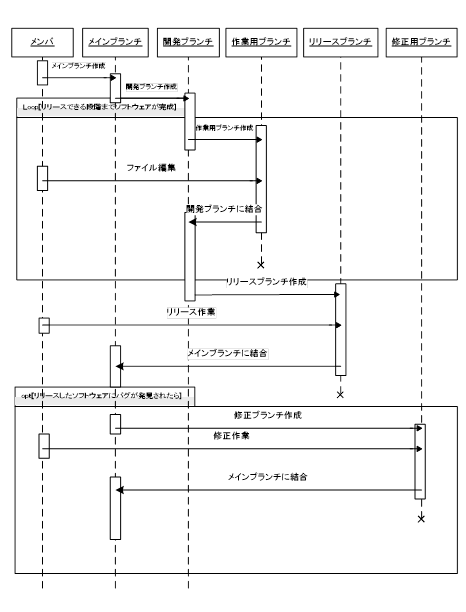 メンバ
メインブランチ
開発ブランチ
作業用ブランチ
リリースブランチ
修正用ブランチ
メインブランチ作成
開発ブランチ作成
Loop[リリースできる段階までソフトウェアが完成]
作業用ブランチ作成
ファイル編集
開発ブランチに結合
リリースブランチ作成
リリース作業
メインブランチに結合
opt[リリースしたソフトウェアにバグが発見されたら]
修正ブランチ作成
修正作業
メインブランチに結合